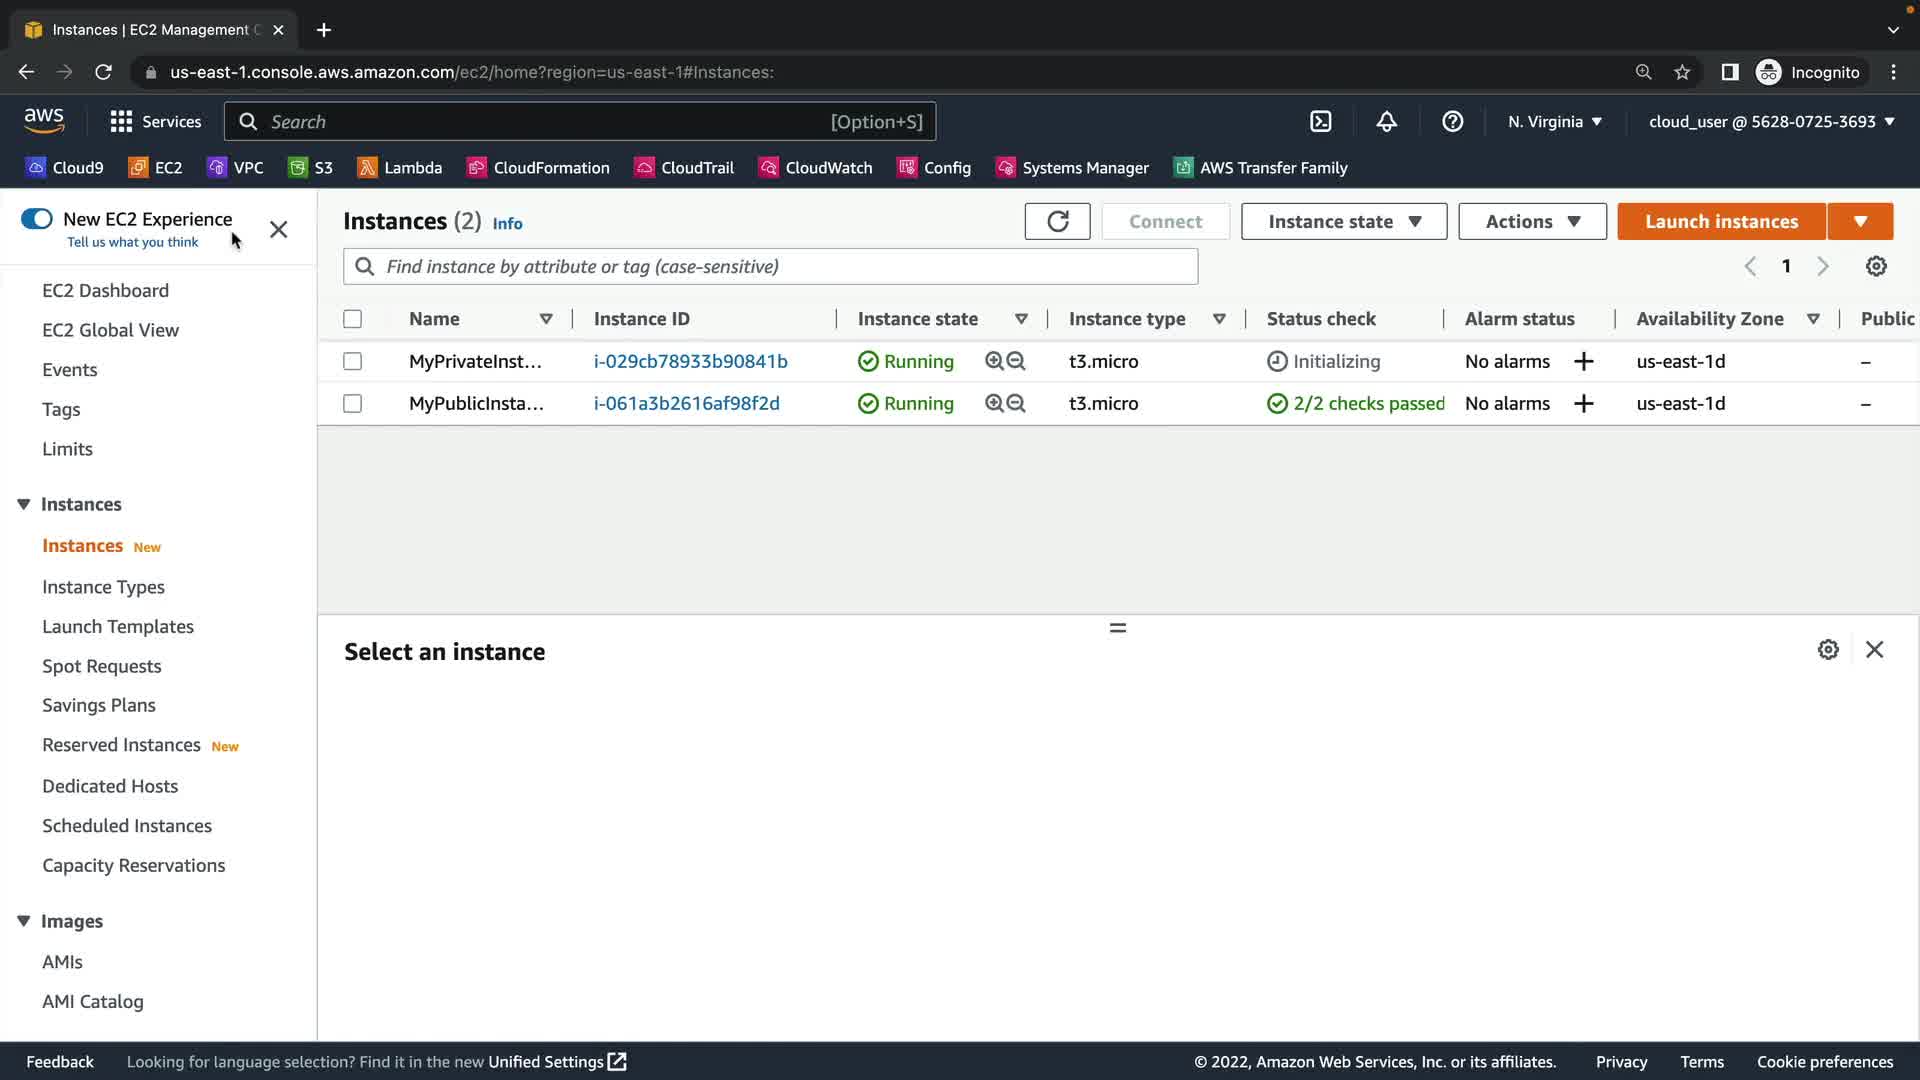 Instances | EC2 Management C
us-east-1.console.aws.amazon.com/ec2/home?region=us-east-1#Instances:
Incognito
aws
Services
Search
[Option+S]
N. Virginia
cloud_user @ 5628-0725-3693
Cloud9
EC2
VPC
S3
Lambda
CloudFormation
CloudTrail
CloudWatch
Config
Systems Manager
AWS Transfer Family
New EC2 Experience
Tell us what you think
EC2 Dashboard
EC2 Global View
Events
Tags
Limits
Instances
Instances New
Instance Types
Launch Templates
Spot Requests
Savings Plans
Reserved Instances New
Dedicated Hosts
Scheduled Instances
Capacity Reservations
Images
AMIs
AMI Catalog
Instances (2) Info
Connect
Instance state
Actions
Launch instances
Find instance by attribute or tag (case-sensitive)
1
Name Instance ID Instance state Instance type Status check Alarm status Availability Zone Public
MyPrivateInst... i-029cb78933b90841b Running t3.micro Initializing No alarms + us-east-1d –
MyPublicInsta... i-061a3b2616af98f2d Running t3.micro 2/2 checks passed No alarms + us-east-1d –
Select an instance
Feedback
Looking for language selection? Find it in the new Unified Settings
© 2022, Amazon Web Services, Inc. or its affiliates.
Privacy
Terms
Cookie preferences